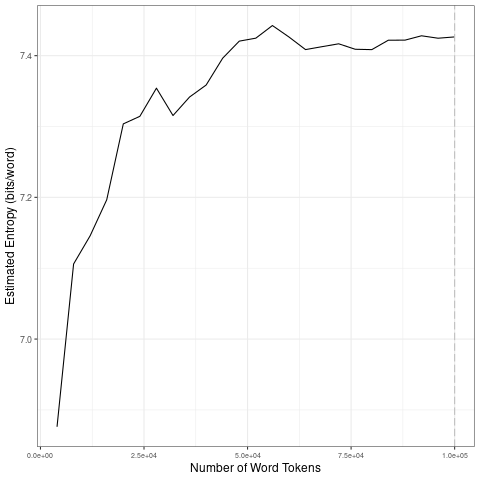 Estimated Entropy (bits/word)
7.4
7.2
7.0
0.0e+00 2.5e+04 5.0e+04 7.5e+04 1.0e+05
Number of Word Tokens